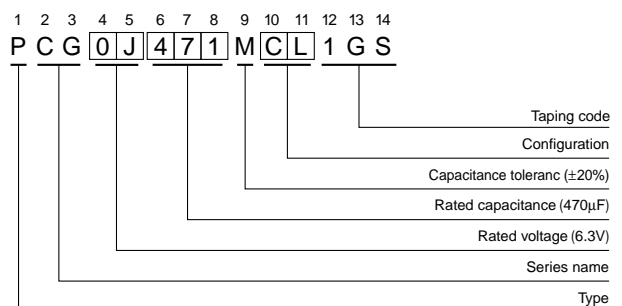 1 2 3 4 5 6 7 8 9 10 11 12 13 14
P C G 0 J 4 7 1 M C L 1 G S
Taping code
Configuration
Capacitance toleranc (±20%)
Rated capacitance (470µF)
Rated voltage (6.3V)
Series name
Type